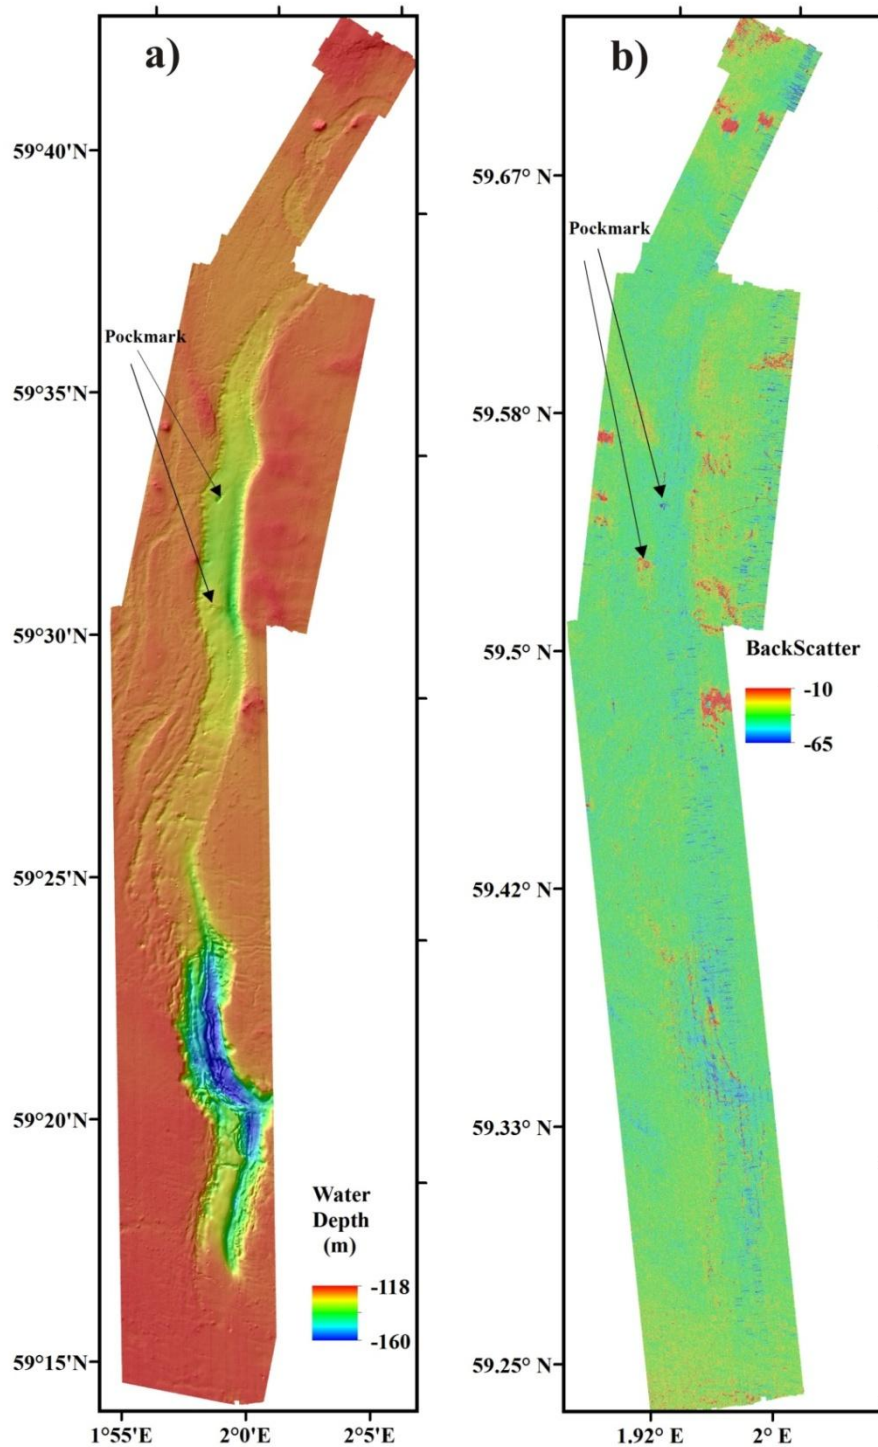 a)
59°40'N
Pockmark
59°35'N
59°30'N
59°25'N
59°20'N
Water
Depth
(m)
-118
-160
59°15'N
1°55'E
2°0'E
2°5'E
b)
59.67° N
Pockmark
59.58° N
59.5° N
BackScatter
-10
-65
59.42° N
59.33° N
59.25° N
1.92° E
2° E